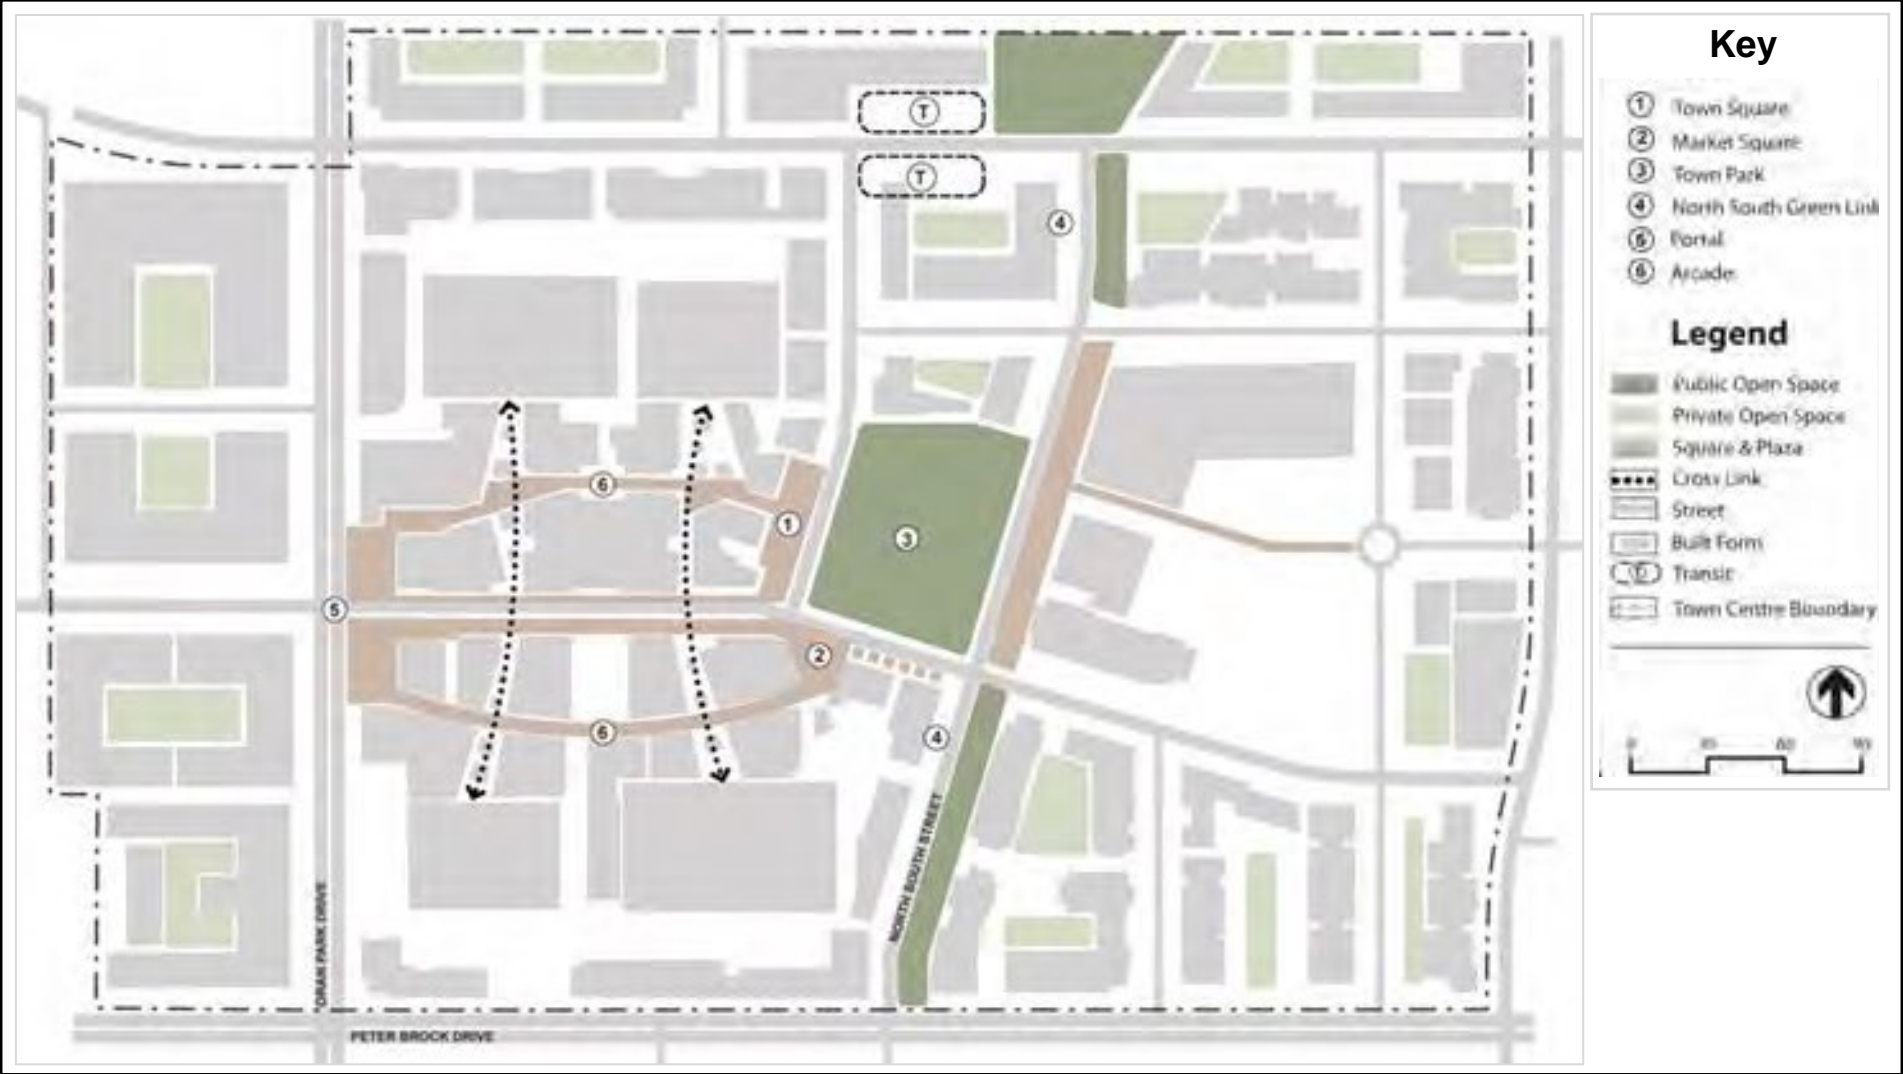 T
T
4
6
1
3
5
2
6
4
NORTH SOUTH STREET
ORAN PARK DRIVE
PETER BROCK DRIVE
Key
1 Town Square
2 Market Square
3 Town Park
4 North South Green Link
5 Portal
6 Arcade
Legend
Public Open Space
Private Open Space
Square & Plaza
Cross Link
Street
Built Form
Transit
Town Centre Boundary
0